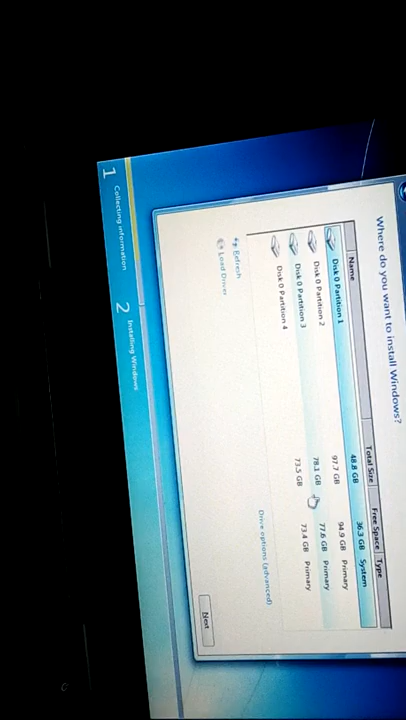 Where do you want to install Windows?
Name Total Size Free Space Type
Disk 0 Partition 1 48.8 GB 36.3 GB System
Disk 0 Partition 2 97.7 GB 94.9 GB Primary
Disk 0 Partition 3 78.1 GB 77.6 GB Primary
Disk 0 Partition 4 73.5 GB 73.4 GB Primary
Refresh Drive options (advanced)
Load Driver
Next
1 Collecting information 2 Installing Windows